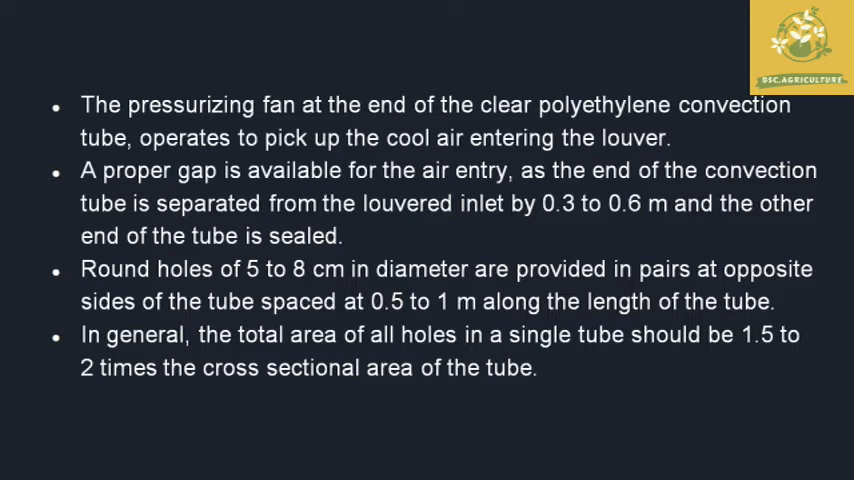 BSC.AGRICULTURE
• The pressurizing fan at the end of the clear polyethylene convection
tube, operates to pick up the cool air entering the louver.
• A proper gap is available for the air entry, as the end of the convection
tube is separated from the louvered inlet by 0.3 to 0.6 m and the other
end of the tube is sealed.
• Round holes of 5 to 8 cm in diameter are provided in pairs at opposite
sides of the tube spaced at 0.5 to 1 m along the length of the tube.
• In general, the total area of all holes in a single tube should be 1.5 to
2 times the cross sectional area of the tube.